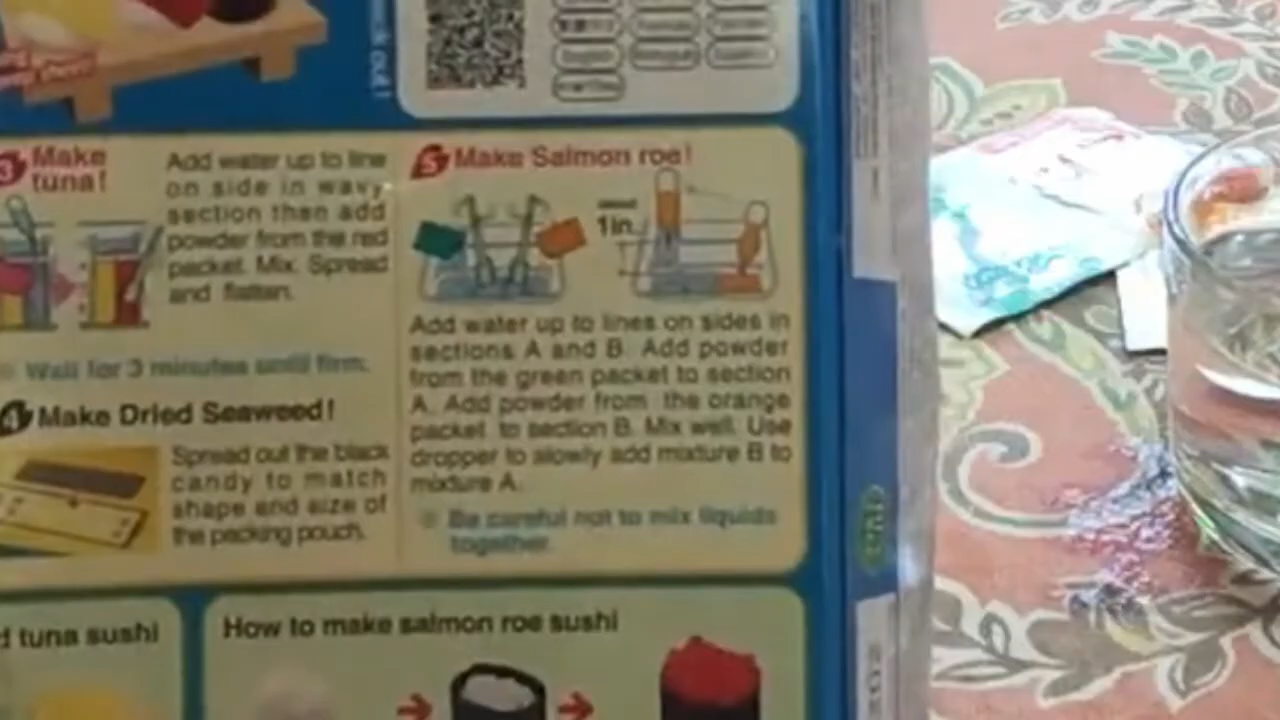 3 Make
tuna!
Add water up to line
on side in wavy
section then add
powder from the red
packet. Mix. Spread
and flatten.
Wait for 3 minutes until firm.
4 Make Dried Seaweed!
Spread out the black
candy to match
shape and size of
the packing pouch.
5 Make Salmon roe!
1in.
Add water up to lines on sides in
sections A and B. Add powder
from the green packet to section
A. Add powder from the orange
packet to section B. Mix well. Use
dropper to slowly add mixture B to
mixture A.
Be careful not to mix liquids
together.
tuna sushi
How to make salmon roe sushi